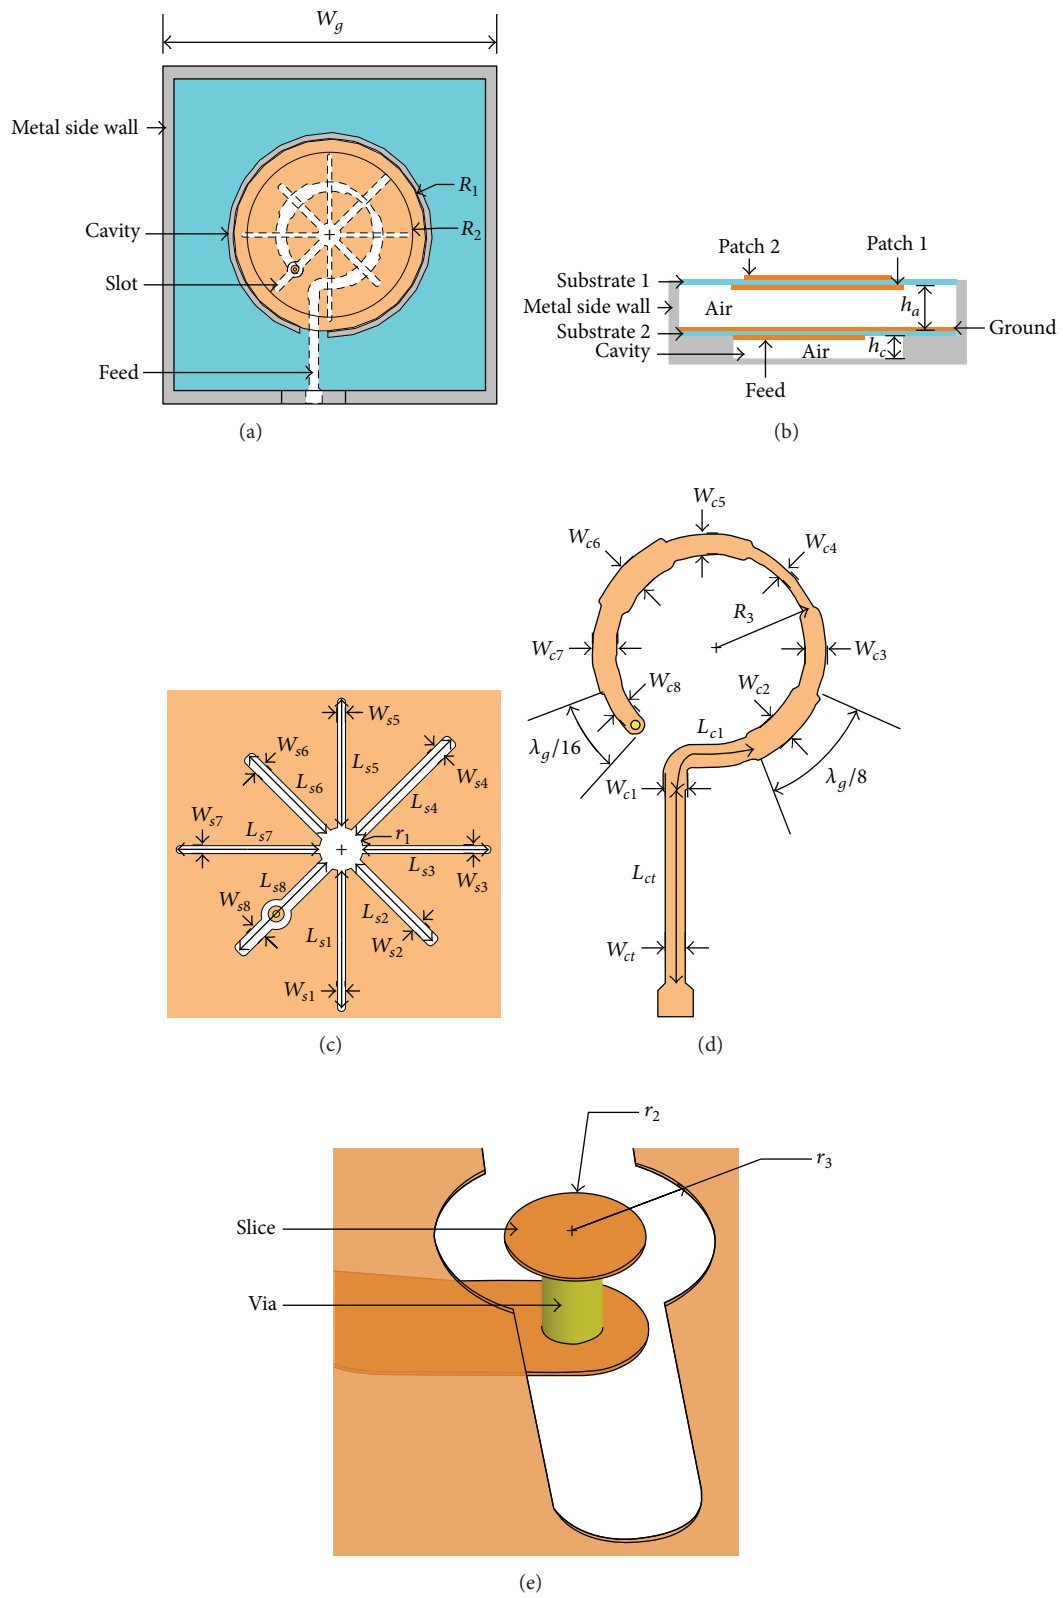 W_g
Metal side wall
R_1
Cavity
R_2
Slot
Feed
(a)
Patch 2
Patch 1
Substrate 1
Metal side wall
Air
h_a
Substrate 2
Ground
Cavity
Air
h_c
Feed
(b)
W_s5
W_s6
L_s5
W_s4
L_s6
L_s4
W_s7
L_s7
r_1
L_s3
W_s3
L_s8
W_s8
L_s2
L_s1
W_s2
W_s1
(c)
W_c5
W_c6
W_c4
R_3
W_c7
W_c3
W_c8
W_c2
L_c1
λ_g/16
λ_g/8
W_c1
L_ct
W_ct
(d)
r_2
r_3
Slice
Via
(e)